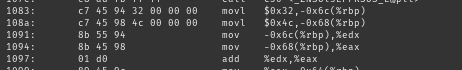 1083: c7 45 94 32 00 00 00 movl $0x32,-0x6c(%rbp)
108a: c7 45 98 4c 00 00 00 movl $0x4c,-0x68(%rbp)
1091: 8b 55 94 mov -0x6c(%rbp),%edx
1094: 8b 45 98 mov -0x68(%rbp),%eax
1097: 01 d0 add %edx,%eax